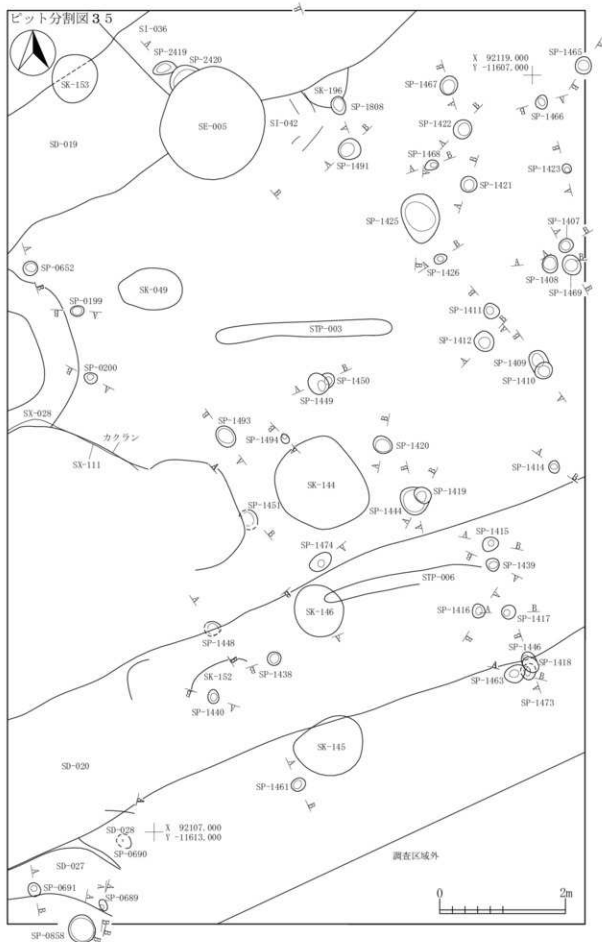 ピット分割図35
SI-036
SP-2419
SP-2420
SK-153
SK-196
SP-1808
SE-005
SI-042
SD-019
SP-1491
X 92119.000
Y -11607.000
SP-1465
SP-1467
SP-1466
SP-1422
SP-1468
SP-1423
SP-1421
SP-1425
SP-1407
SP-1426
SP-1408
SP-1469
SP-0652
SK-049
SP-0199
STP-003
SP-1411
SP-1412
SP-1409
SP-1410
SP-0200
SP-1450
SP-1449
SX-028
カクラン
SX-111
SP-1493
SP-1494
SP-1420
SK-144
SP-1414
SP-1451
SP-1419
SP-1444
SP-1474
SP-1415
SP-1439
STP-006
SK-146
SP-1416
SP-1417
SP-1448
SP-1446
SP-1418
SK-152
SP-1438
SP-1463
SP-1473
SP-1440
SK-145
SD-020
SP-1461
X 92107.000
Y -11613.000
SD-028
SP-0690
SD-027
SP-0691
SP-0689
SP-0858
調査区域外
0
2m